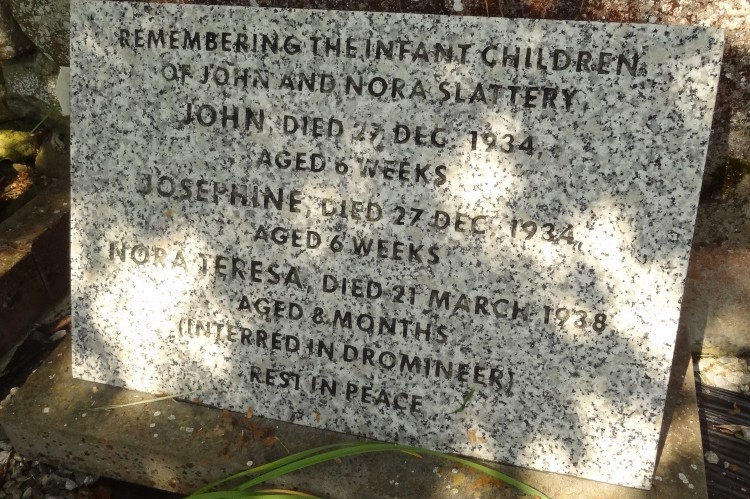 REMEMBERING THE INFANT CHILDREN
OF JOHN AND NORA SLATTERY,
JOHN, DIED 27 DEC. 1934,
AGED 6 WEEKS
JOSEPHINE, DIED 27 DEC. 1934,
AGED 6 WEEKS
NORA TERESA, DIED 21 MARCH 1938
AGED 8 MONTHS
(INTERRED IN DROMINEER)
REST IN PEACE